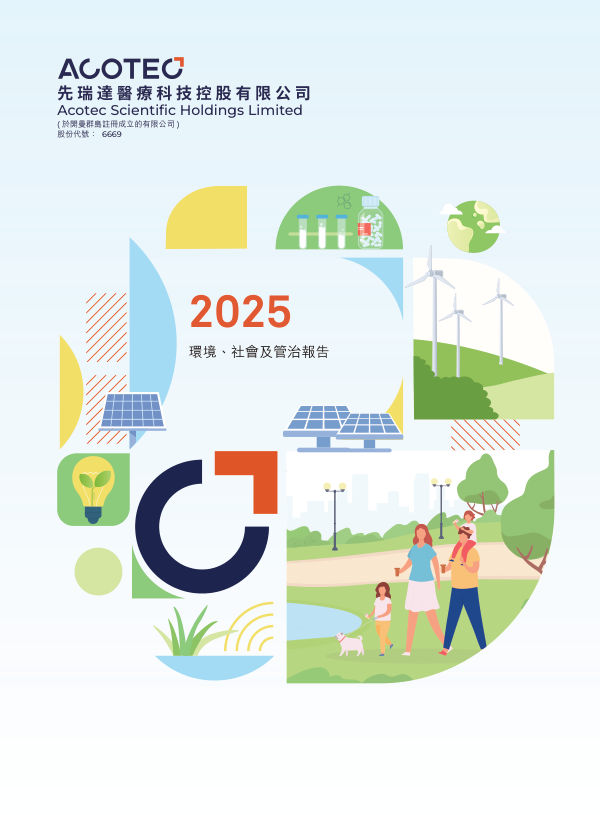 ACOTEC
先瑞達醫療科技控股有限公司
Acotec Scientific Holdings Limited
(於開曼群島註冊成立的有限公司)
股份代號： 6669
2025
環境、社會及管治報告